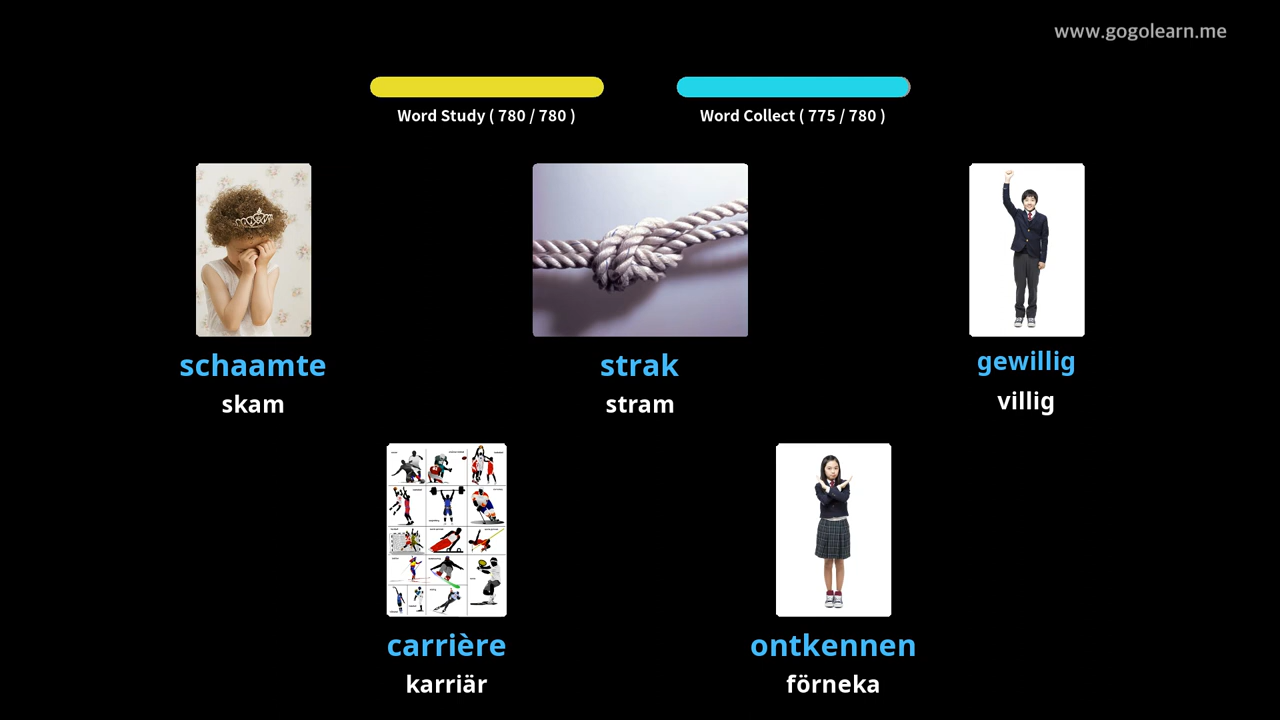 www.gogolearn.me
Word Study ( 780 / 780 )
Word Collect ( 775 / 780 )
schaamte
skam
strak
stram
gewillig
villig
carrière
karriär
ontkennen
förneka